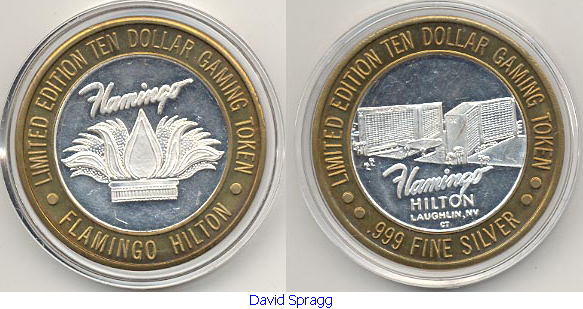 LIMITED EDITION TEN DOLLAR GAMING TOKEN
Flamingo
• FLAMINGO HILTON •
LIMITED EDITION TEN DOLLAR GAMING TOKEN
Flamingo
HILTON
LAUGHLIN, NV
CT
•• .999 FINE SILVER ••
David Spragg